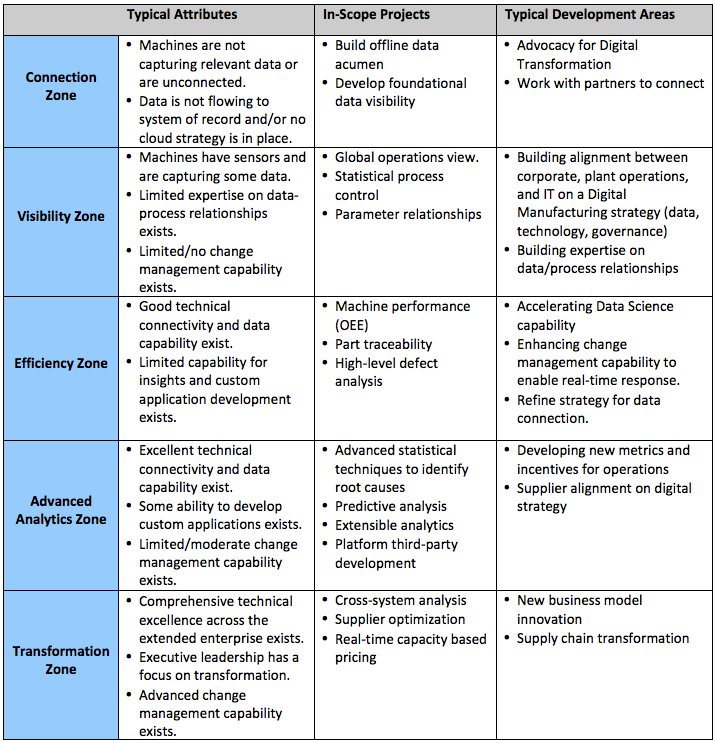 Typical Attributes
In-Scope Projects
Typical Development Areas
Connection
Zone
• Machines are not
capturing relevant data or
are unconnected.
• Data is not flowing to
system of record and/or no
cloud strategy is in place.
• Build offline data
acumen
• Develop foundational
data visibility
• Advocacy for Digital
Transformation
• Work with partners to connect
Visibility Zone
• Machines have sensors and
are capturing some data.
• Limited expertise on data-
process relationships
exists.
• Limited/no change
management capability
exists.
• Global operations view.
• Statistical process
control
• Parameter relationships
• Building alignment between
corporate, plant operations,
and IT on a Digital
Manufacturing strategy (data,
technology, governance)
• Building expertise on
data/process relationships
Efficiency Zone
• Good technical
connectivity and data
capability exist.
• Limited capability for
insights and custom
application development
exists.
• Machine performance
(OEE)
• Part traceability
• High-level defect
analysis
• Accelerating Data Science
capability
• Enhancing change
management capability to
enable real-time response.
• Refine strategy for data
connection.
Advanced
Analytics Zone
• Excellent technical
connectivity and data
capability exist.
• Some ability to develop
custom applications exists.
• Limited/moderate change
management capability
exists.
• Advanced statistical
techniques to identify
root causes
• Predictive analysis
• Extensible analytics
• Platform third-party
development
• Developing new metrics and
incentives for operations
• Supplier alignment on digital
strategy
Transformation
Zone
• Comprehensive technical
excellence across the
extended enterprise exists.
• Executive leadership has a
focus on transformation.
• Advanced change
management capability
exists.
• Cross-system analysis
• Supplier optimization
• Real-time capacity based
pricing
• New business model
innovation
• Supply chain transformation